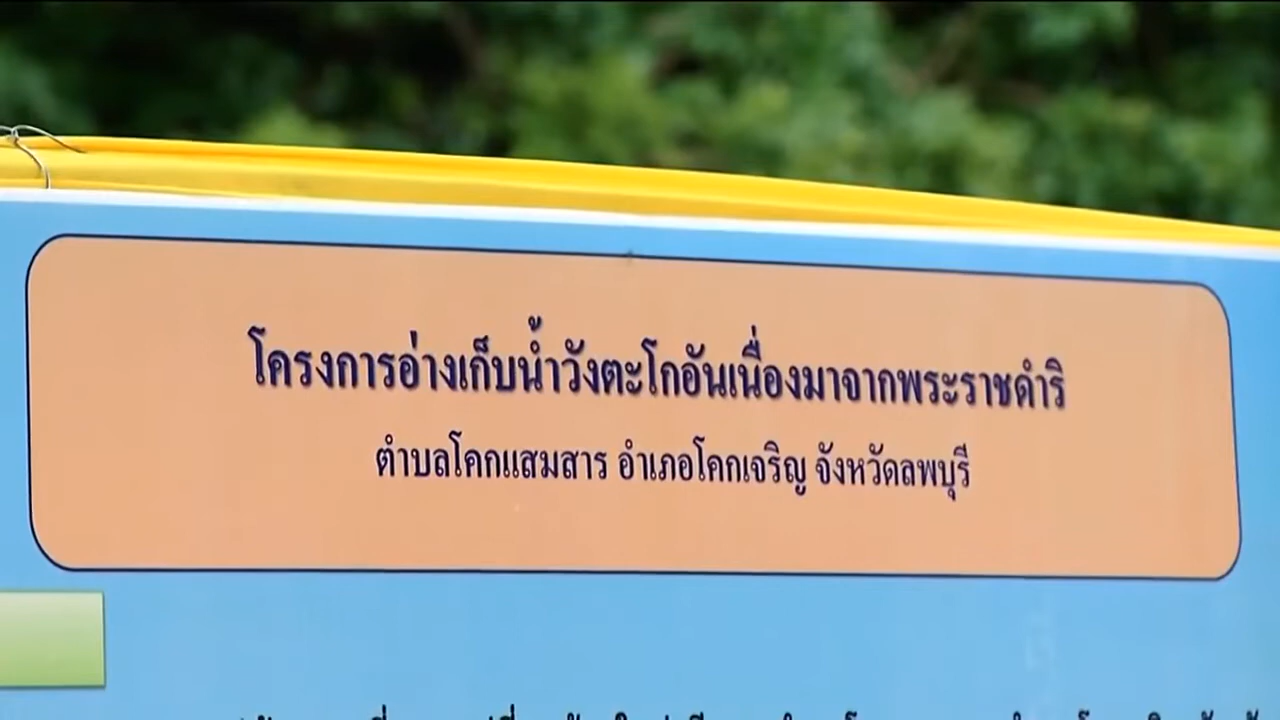 โครงการอ่างเก็บน้ำวังตะโกอันเนื่องมาจากพระราชดำริ
ตำบลโคกแสมสาร อำเภอโคกเจริญ จังหวัดลพบุรี